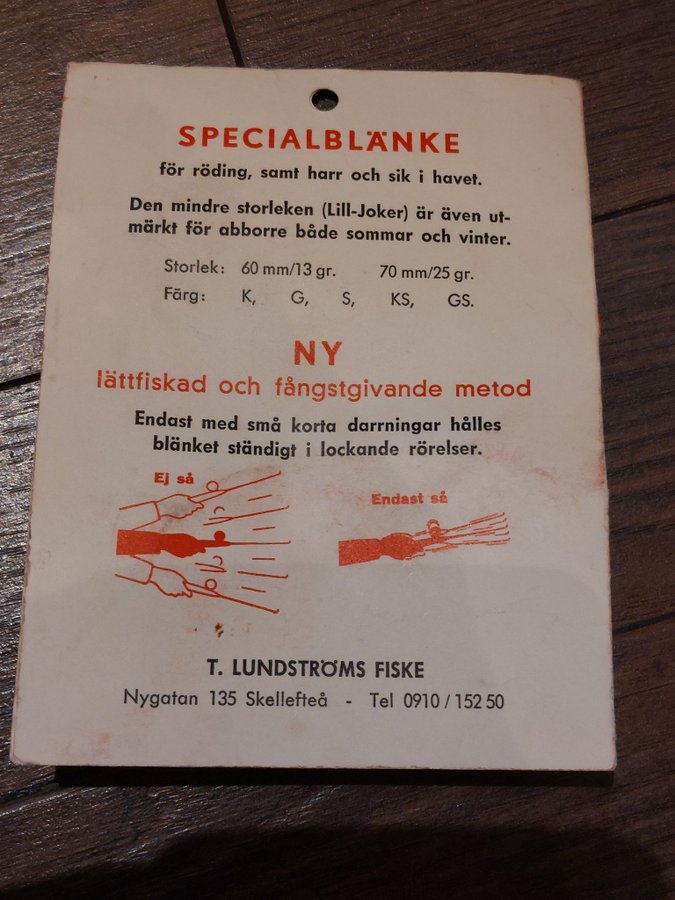 SPECIALBLÄNKE
för röding, samt harr och sik i havet.
Den mindre storleken (Lill-Joker) är även ut-
märkt för abborre både sommar och vinter.
Storlek: 60 mm/13 gr. 70 mm/25 gr.
Färg: K, G, S, KS, GS.
NY
lättfiskad och fångstgivande metod
Endast med små korta darrningar hålles
blänket ständigt i lockande rörelser.
Ej så
Endast så
T. LUNDSTRÖMS FISKE
Nygatan 135 Skellefteå - Tel 0910/152 50